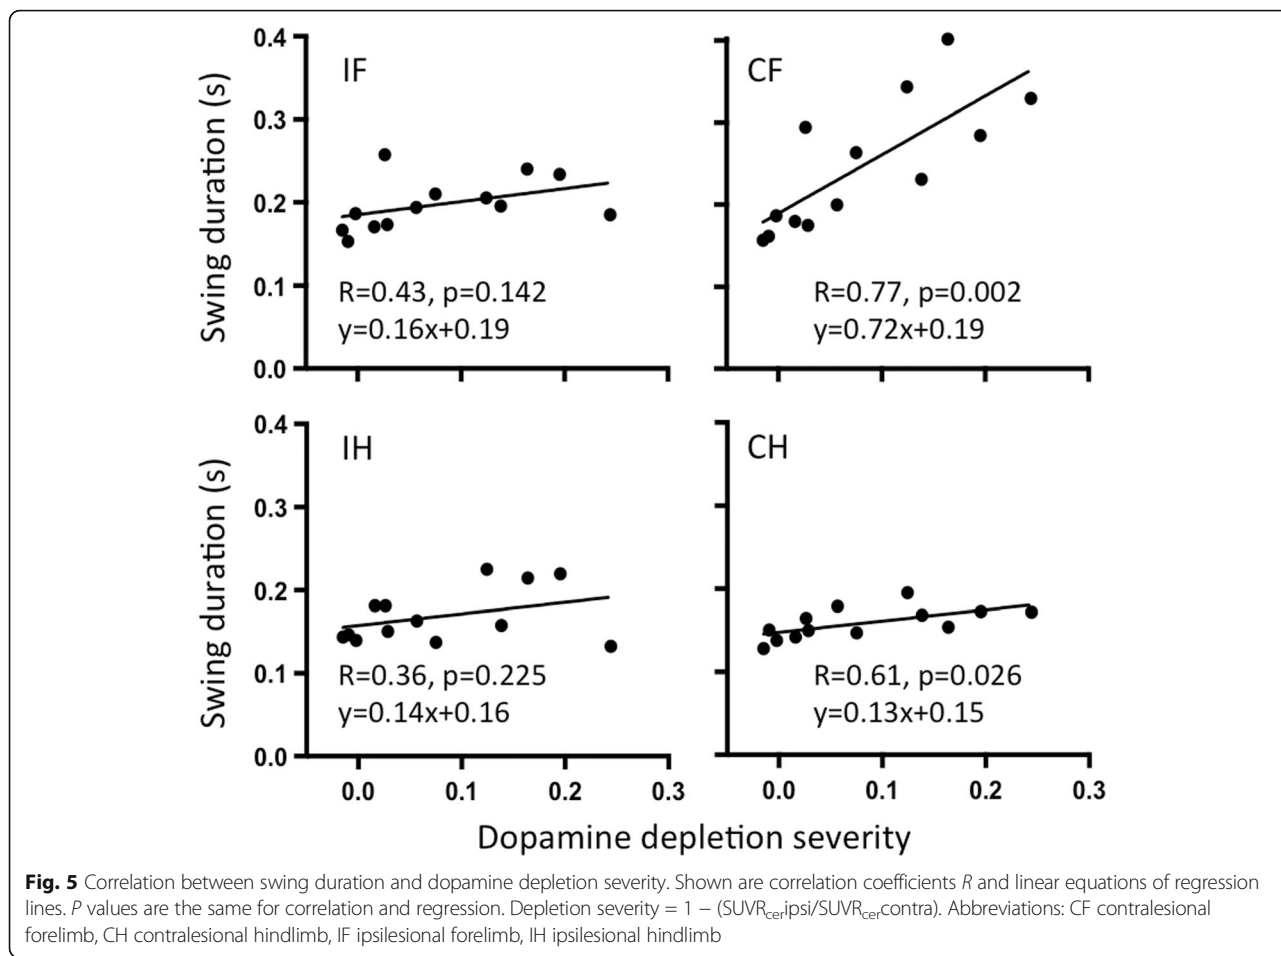 0.4
0.3
0.2
0.1
0.0
Swing duration (s)
IF
R=0.43, p=0.142
y=0.16x+0.19
CF
R=0.77, p=0.002
y=0.72x+0.19
0.4
0.3
0.2
0.1
0.0
Swing duration (s)
IH
R=0.36, p=0.225
y=0.14x+0.16
0.0 0.1 0.2 0.3
CH
R=0.61, p=0.026
y=0.13x+0.15
0.0 0.1 0.2 0.3
Dopamine depletion severity
Fig. 5 Correlation between swing duration and dopamine depletion severity. Shown are correlation coefficients R and linear equations of regression
lines. P values are the same for correlation and regression. Depletion severity = 1 − (SUVRceripsi/SUVRcercontra). Abbreviations: CF contralesional
forelimb, CH contralesional hindlimb, IF ipsilesional forelimb, IH ipsilesional hindlimb